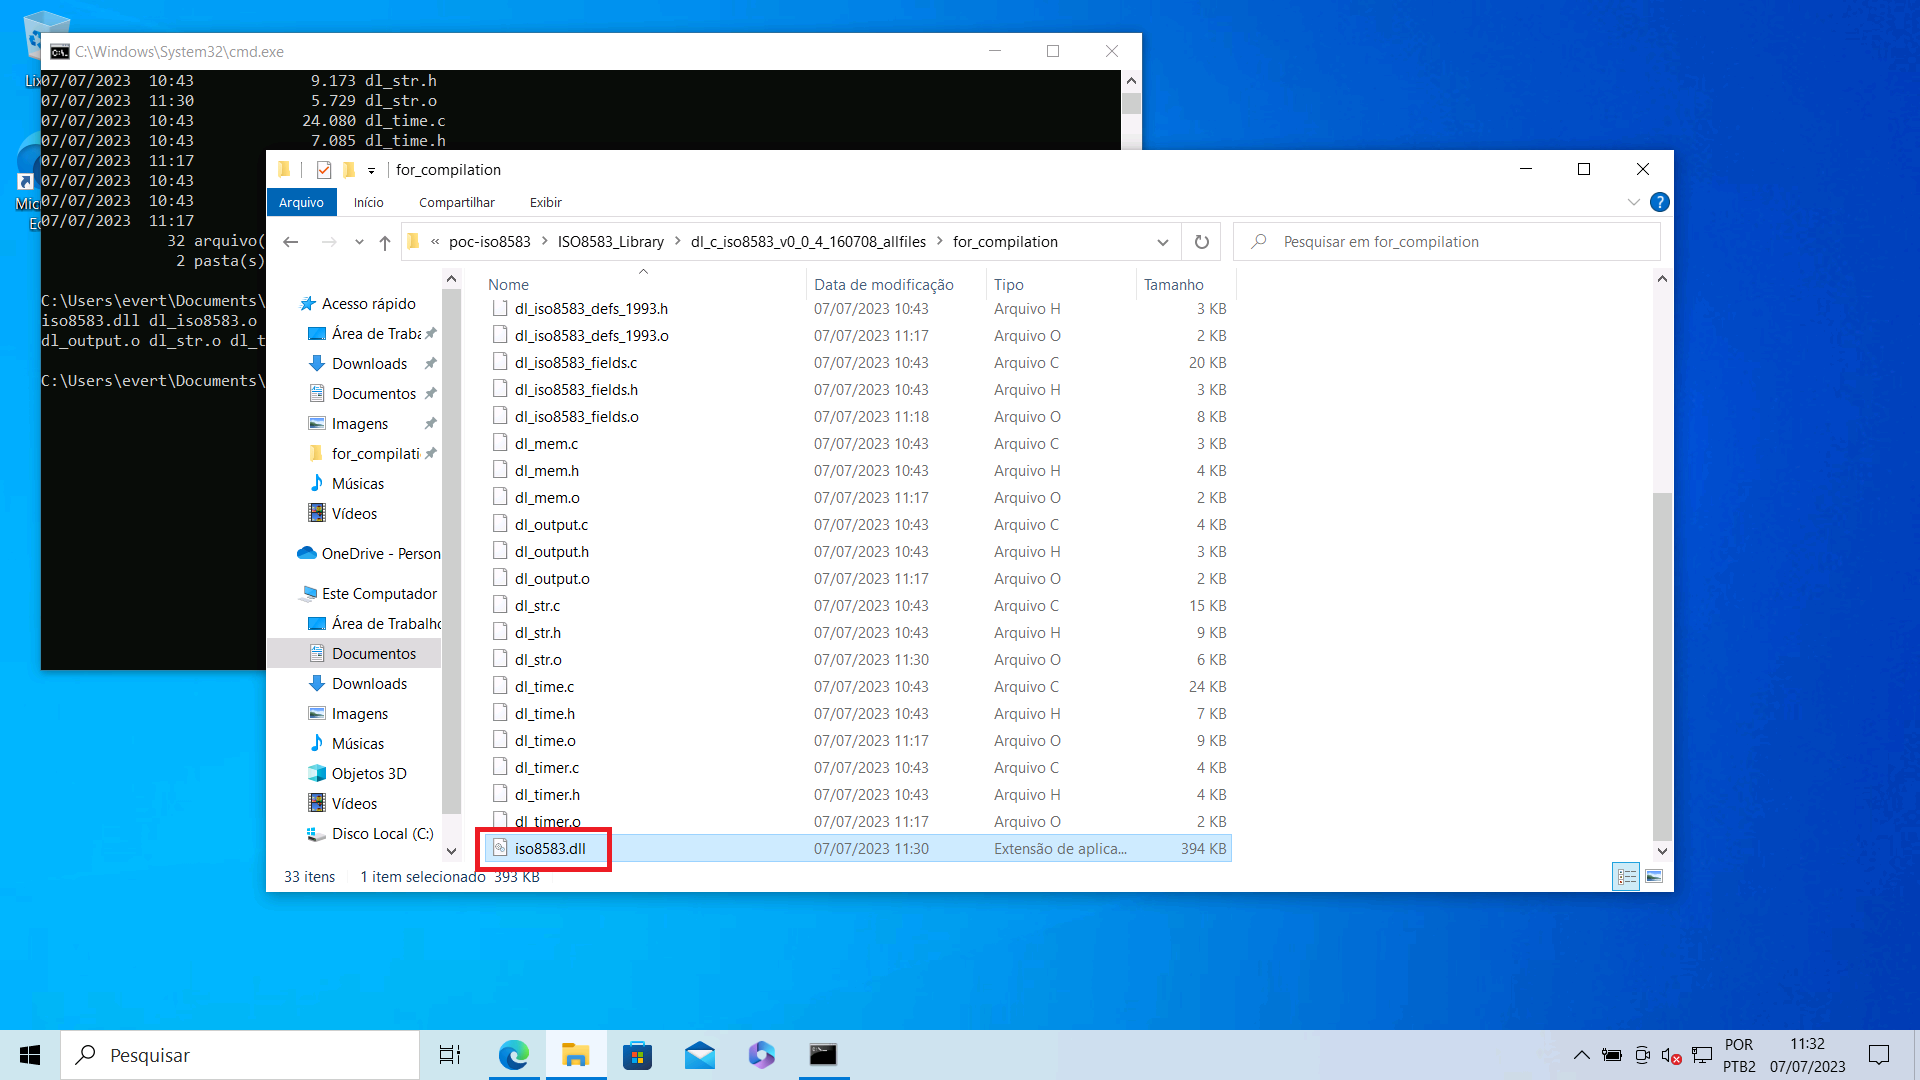 C:\Windows\System32\cmd.exe
07/07/2023 10:43 9.173 dl_str.h
07/07/2023 11:30 5.729 dl_str.o
07/07/2023 10:43 24.080 dl_time.c
07/07/2023 10:43 7.085 dl_time.h
07/07/2023 11:17
07/07/2023 10:43
07/07/2023 10:43
07/07/2023 11:17
32 arquivo(
2 pasta(s)
C:\Users\evert\Documents\
iso8583.dll dl_iso8583.o
dl_output.o dl_str.o dl_t
C:\Users\evert\Documents\
for_compilation
Arquivo Início Compartilhar Exibir
« poc-iso8583 > ISO8583_Library > dl_c_iso8583_v0_0_4_160708_allfiles > for_compilation
Pesquisar em for_compilation
Acesso rápido
Área de Traba
Downloads
Documentos
Imagens
for_compilati
Músicas
Vídeos
OneDrive - Person
Este Computador
Área de Trabalho
Documentos
Downloads
Imagens
Músicas
Objetos 3D
Vídeos
Disco Local (C:)
Nome Data de modificação Tipo Tamanho
dl_iso8583_defs_1993.h 07/07/2023 10:43 Arquivo H 3 KB
dl_iso8583_defs_1993.o 07/07/2023 11:17 Arquivo O 2 KB
dl_iso8583_fields.c 07/07/2023 10:43 Arquivo C 20 KB
dl_iso8583_fields.h 07/07/2023 10:43 Arquivo H 3 KB
dl_iso8583_fields.o 07/07/2023 11:18 Arquivo O 8 KB
dl_mem.c 07/07/2023 10:43 Arquivo C 3 KB
dl_mem.h 07/07/2023 10:43 Arquivo H 4 KB
dl_mem.o 07/07/2023 11:17 Arquivo O 2 KB
dl_output.c 07/07/2023 10:43 Arquivo C 4 KB
dl_output.h 07/07/2023 10:43 Arquivo H 3 KB
dl_output.o 07/07/2023 11:17 Arquivo O 2 KB
dl_str.c 07/07/2023 10:43 Arquivo C 15 KB
dl_str.h 07/07/2023 10:43 Arquivo H 9 KB
dl_str.o 07/07/2023 11:30 Arquivo O 6 KB
dl_time.c 07/07/2023 10:43 Arquivo C 24 KB
dl_time.h 07/07/2023 10:43 Arquivo H 7 KB
dl_time.o 07/07/2023 11:17 Arquivo O 9 KB
dl_timer.c 07/07/2023 10:43 Arquivo C 4 KB
dl_timer.h 07/07/2023 10:43 Arquivo H 4 KB
dl_timer.o 07/07/2023 11:17 Arquivo O 2 KB
iso8583.dll 07/07/2023 11:30 Extensão de aplica... 394 KB
33 itens 1 item selecionado 393 KB
Pesquisar
POR
PTB2
11:32
07/07/2023